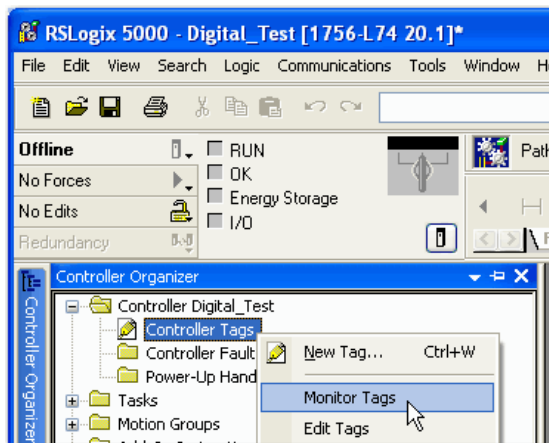 RSLogix 5000 - Digital_Test [1756-L74 20.1]*
File Edit View Search Logic Communications Tools Window
Offline
RUN
No Forces
OK
No Edits
Energy Storage
I/O
Redundancy
Path
Controller Organizer
Controller Organizer
Controller Digital_Test
Controller Tags
Controller Fault
Power-Up Hand
Tasks
Motion Groups
New Tag... Ctrl+W
Monitor Tags
Edit Tags